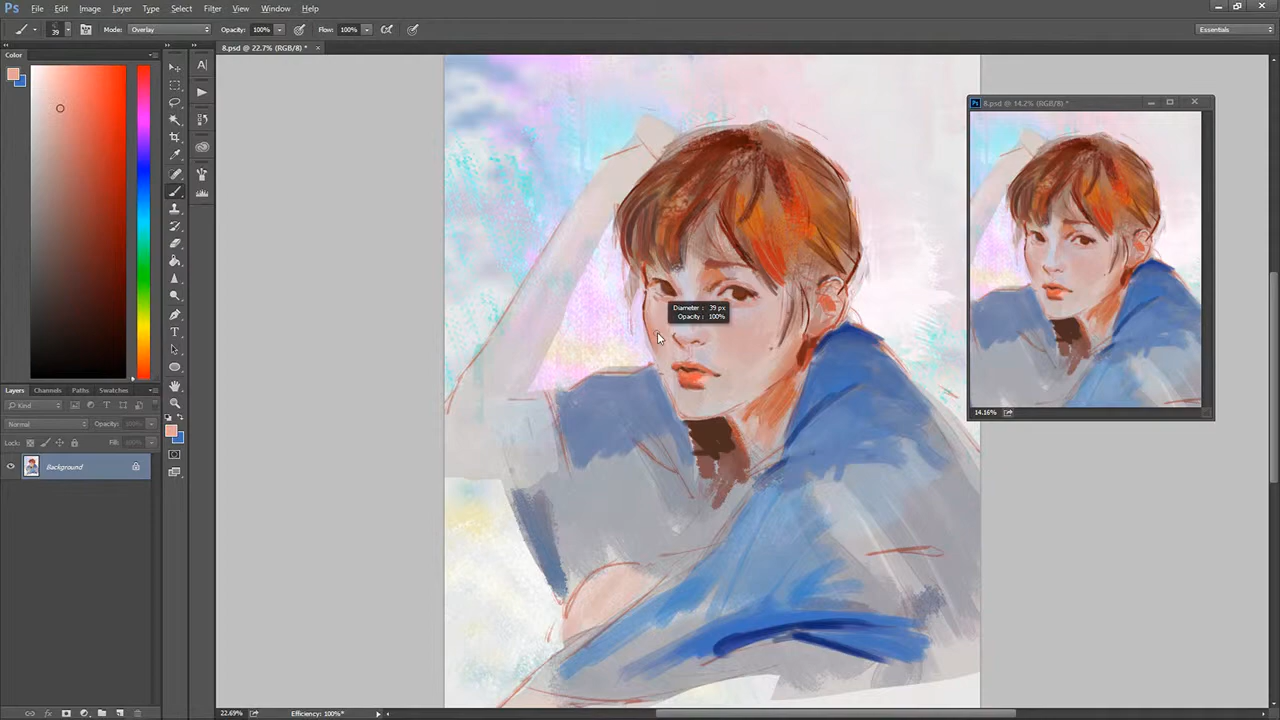 Ps File Edit Image Layer Type Select Filter View Window Help
39 Mode: Overlay Opacity: 100% Flow: 100% Essentials
8.psd @ 22.7% (RGB/8) * ×
Color
8.psd @ 14.2% (RGB/8) *
Diameter : 39 px
Opacity : 100%
14.16%
Layers Channels Paths Swatches
Kind
Normal Opacity: 100%
Lock: Fill: 100%
Background
22.69% Efficiency: 100%*